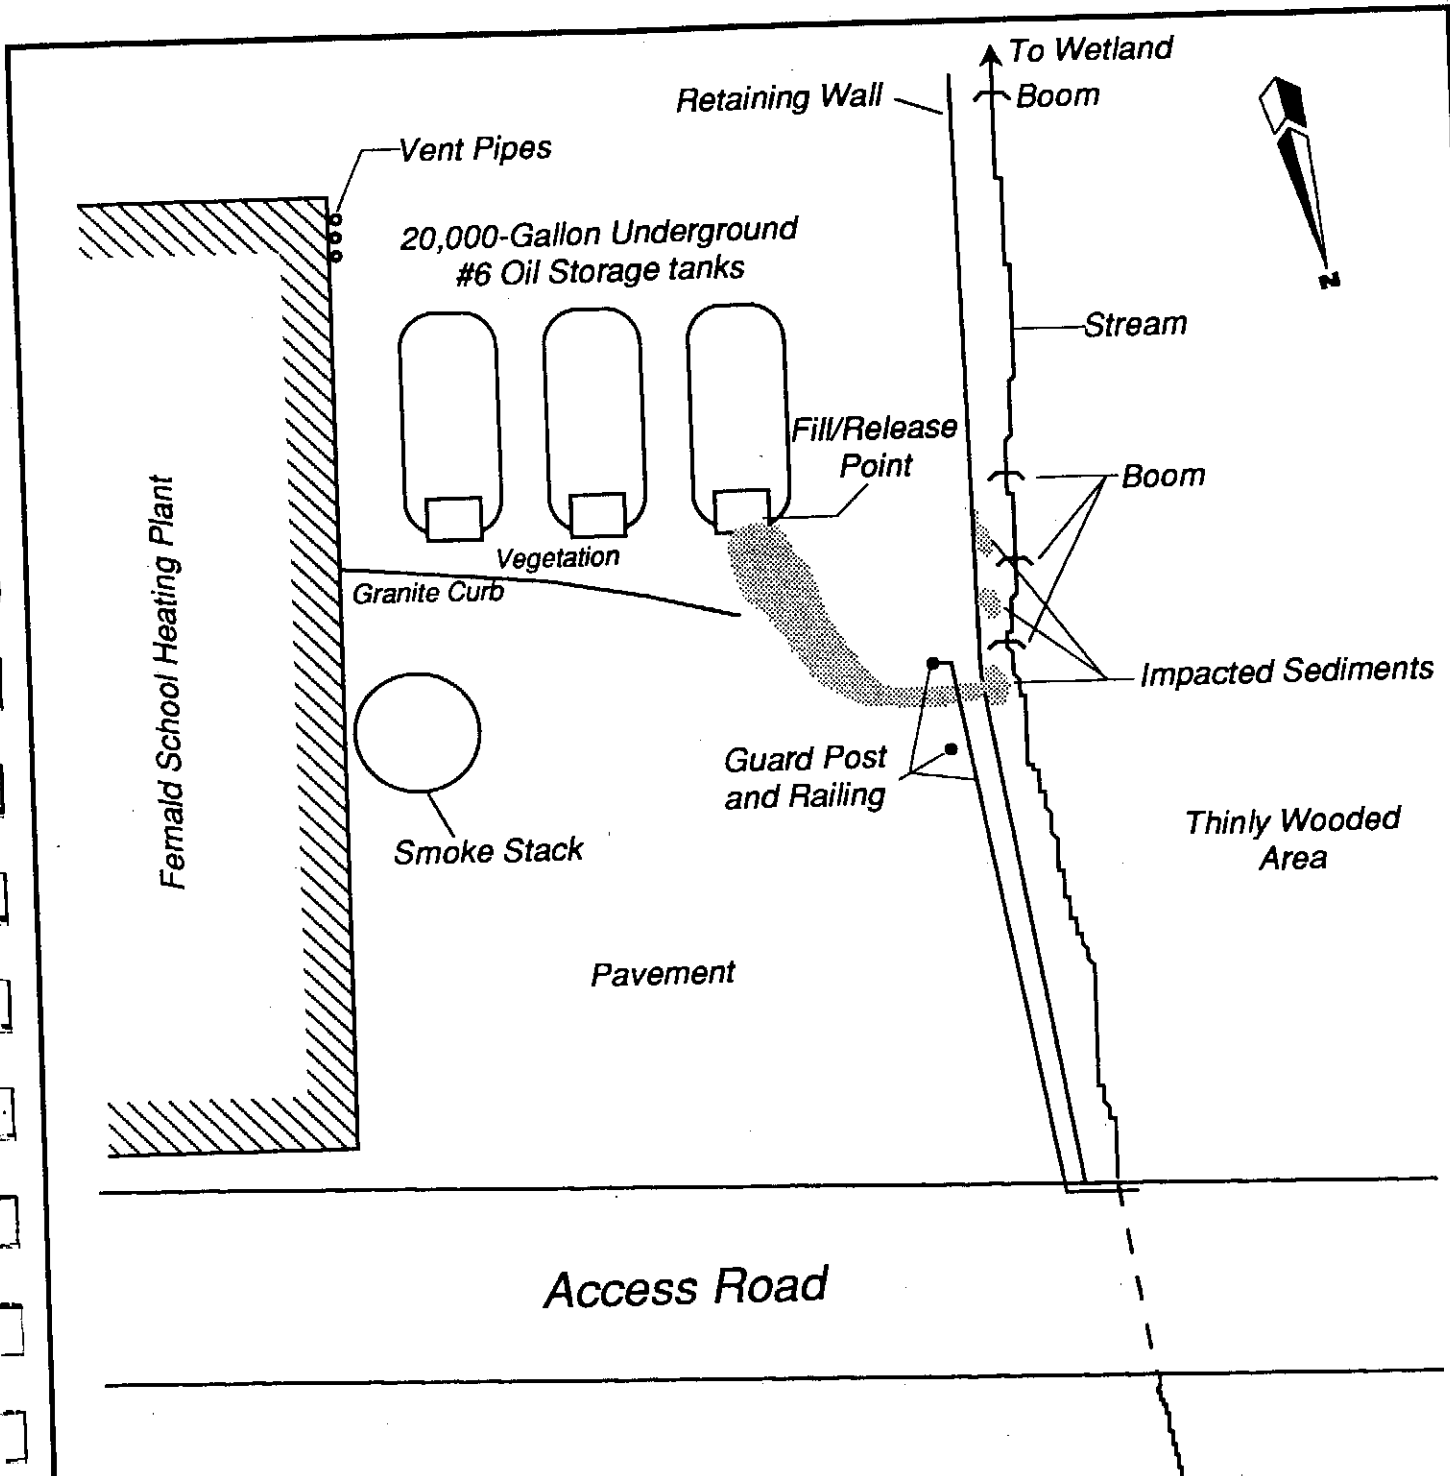 To Wetland
Retaining Wall
Boom
Vent Pipes
20,000-Gallon Underground
#6 Oil Storage tanks
Stream
Fill/Release
Point
Boom
Vegetation
Granite Curb
Fernald School Heating Plant
Impacted Sediments
Guard Post
and Railing
Thinly Wooded
Area
Smoke Stack
Pavement
Access Road
N